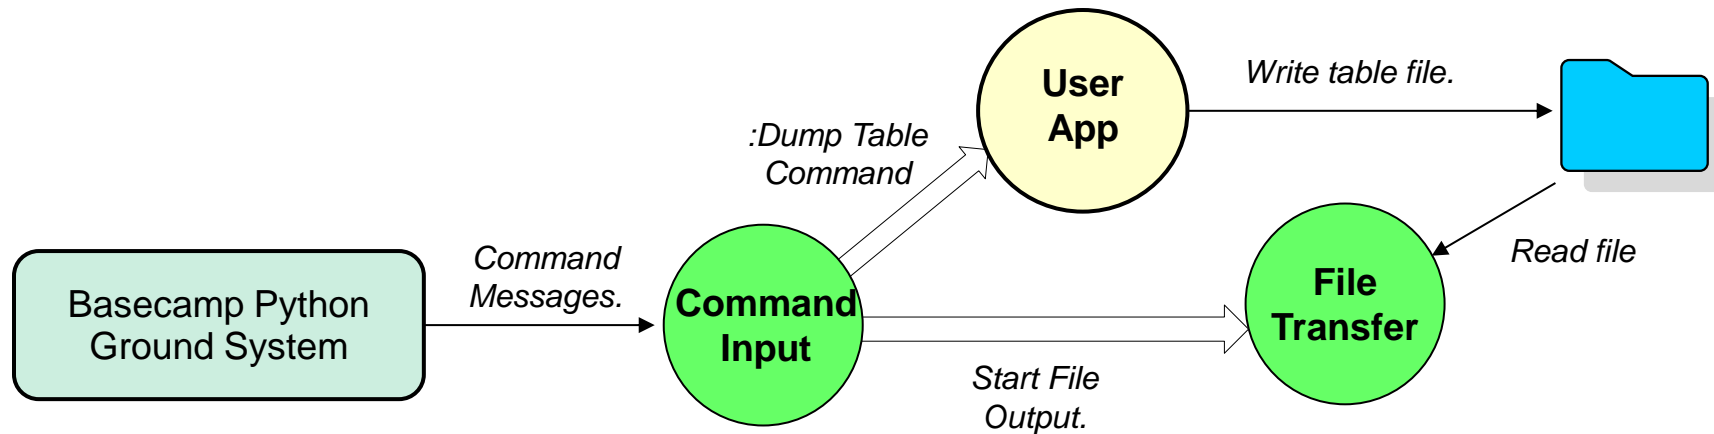 Basecamp Python
Ground System
Command
Messages.
Command
Input
:Dump Table
Command
User
App
Write table file.
Start File
Output.
File
Transfer
Read file